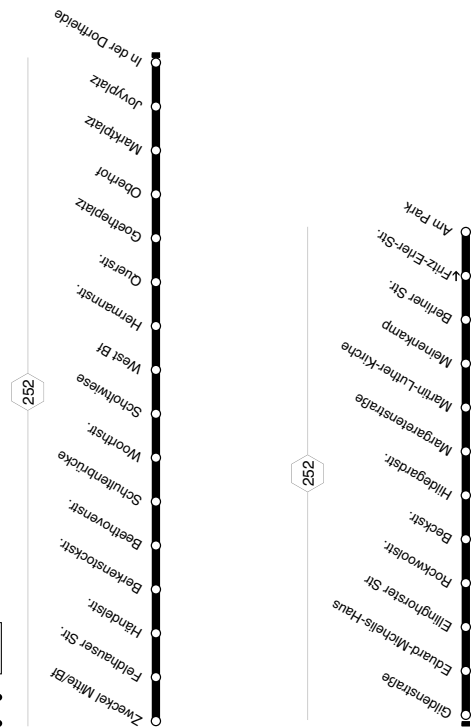 252
Zweckel Mitte/Bf
Feldhauser Str.
Händelstr.
Berkenstockstr.
Beethovenstr.
Schultenbrücke
Woorthstr.
Scholtwiese
West Bf
Hermannstr.
Querstr.
Goetheplatz
Oberhof
Marktplatz
Jovyplatz
In der Dorfheide
252
Gildenstraße
Eduard-Michelis-Haus
Ellinghorster Str
Rockwoolstr.
Beckstr.
Hildegardstr.
Margaretenstraße
Martin-Luther-Kirche
Meinenkamp
Berliner Str.
Fritz-Erler-Str.
Am Park